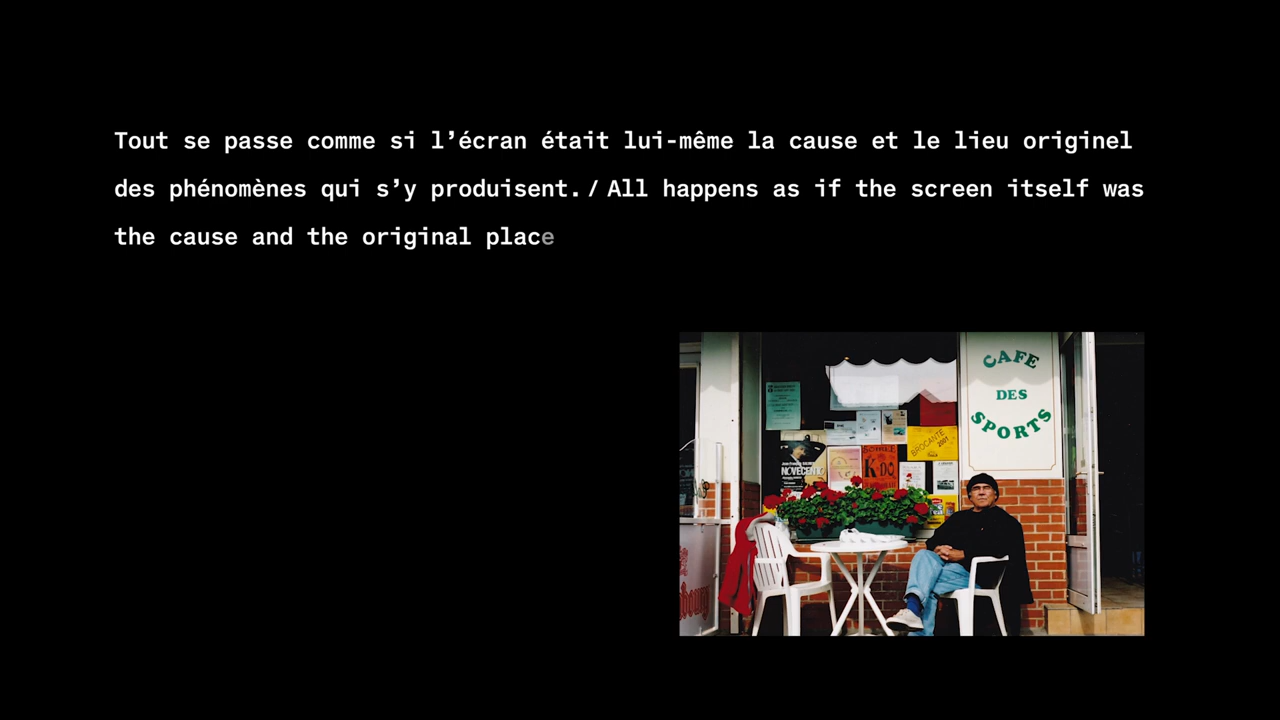 Tout se passe comme si l’écran était lui-même la cause et le lieu originel
des phénomènes qui s’y produisent. / All happens as if the screen itself was
the cause and the original place
CAFE
DES
SPORTS
BROCANTE
2001
NOVECENTO
KDO